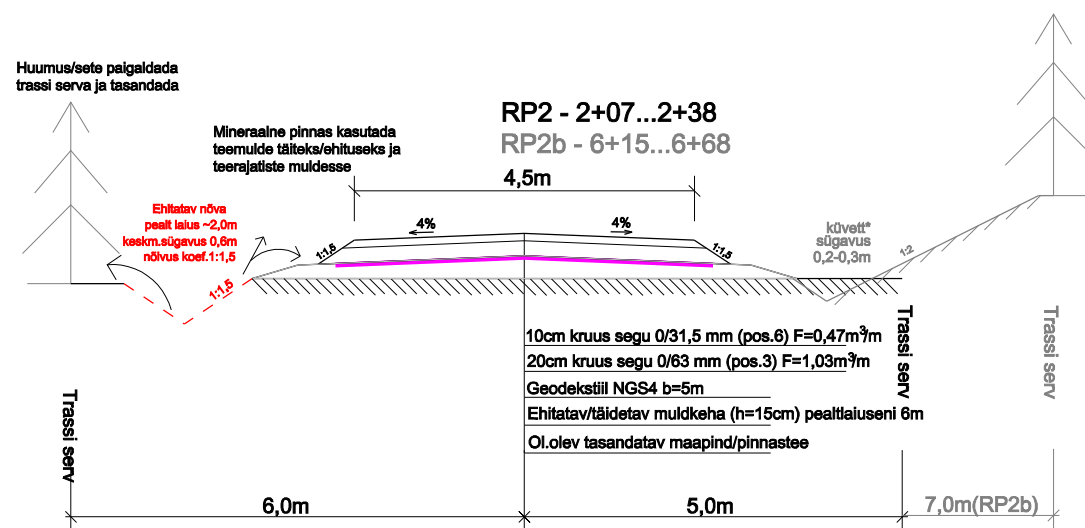 Huumus/sete paigaldada
trassi serva ja tasandada
Mineraalne pinnas kasutada
teemulde täiteks/ehituseks ja
teerajatiste muldesse
RP2 - 2+07...2+38
RP2b - 6+15...6+68
4,5m
Ehitatav nõva
pealt laius ~2,0m
keskm.sügavus 0,6m
nõlvus koef.1:1,5
1:1,5
1:1,5
4%
4%
1:1,5
küvett*
sügavus
0,2-0,3m
1:2
10cm kruus segu 0/31,5 mm (pos.6) F=0,47m³/m
20cm kruus segu 0/63 mm (pos.3) F=1,03m³/m
Geodekstiil NGS4 b=5m
Ehitatav/täidetav muldkeha (h=15cm) pealtlaiuseni 6m
Ol.olev tasandatav maapind/pinnastee
Trassi serv
Trassi serv
Trassi serv
6,0m
5,0m
7,0m(RP2b)